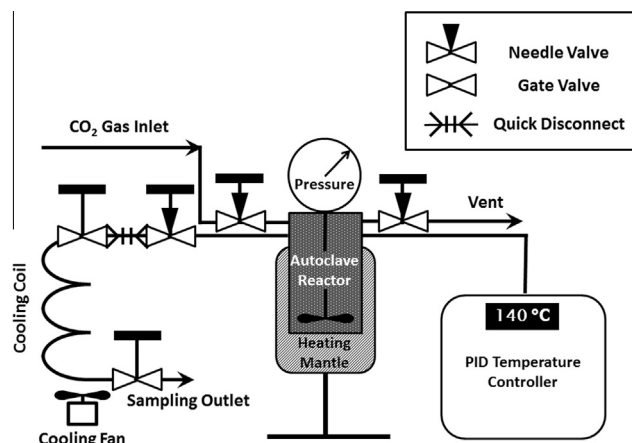 Needle Valve
Gate Valve
Quick Disconnect
CO₂ Gas Inlet
Pressure
Vent
Autoclave
Reactor
Heating
Mantle
140 °C
PID Temperature
Controller
Cooling Coil
Sampling Outlet
Cooling Fan